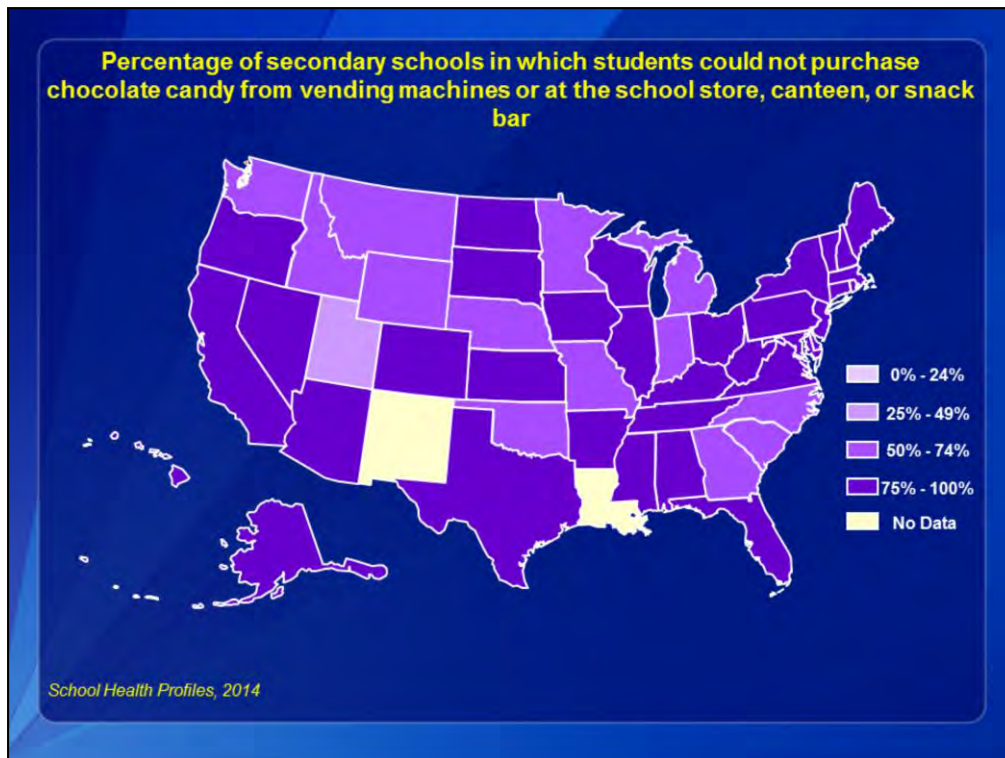 Percentage of secondary schools in which students could not purchase
chocolate candy from vending machines or at the school store, canteen, or snack
bar
0% - 24%
25% - 49%
50% - 74%
75% - 100%
No Data
School Health Profiles, 2014